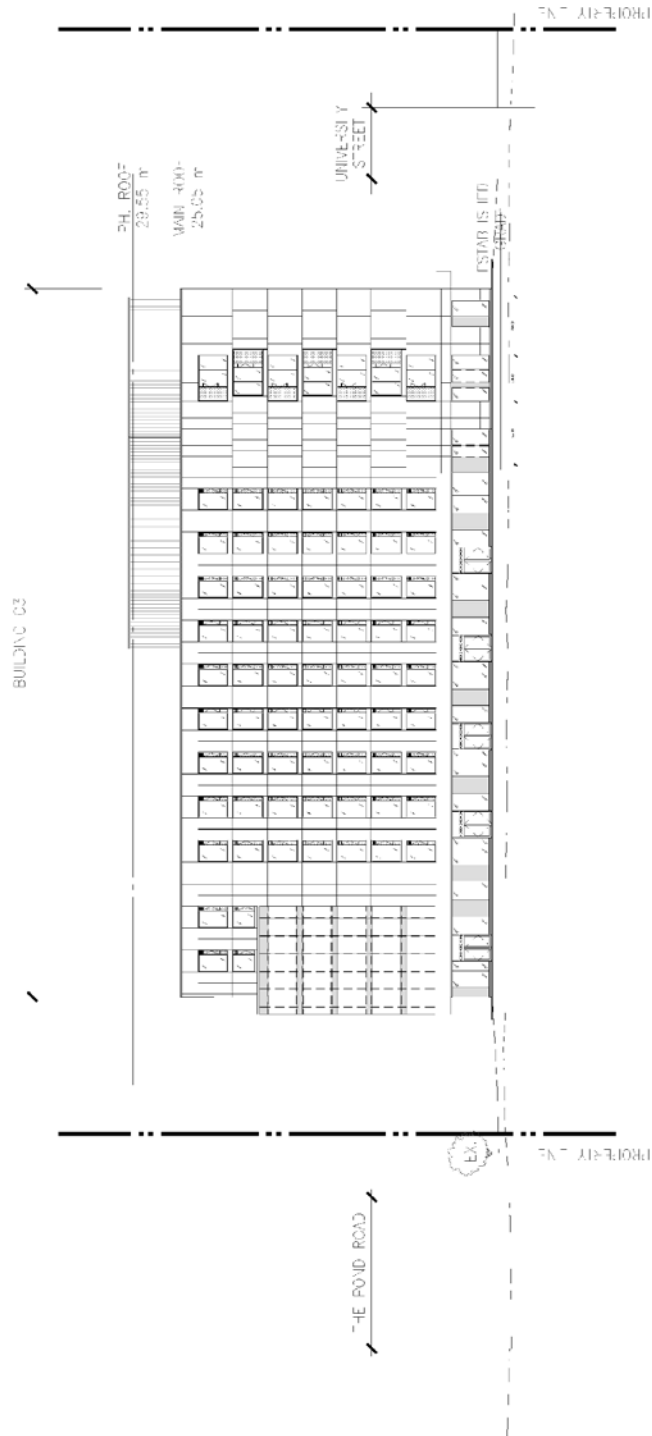 BUILDING C3
PH. ROOF
29.55 m
MAIN ROOF
25.05 m
UNIVERSITY
STREET
PROPERTY LINE
EX.
PROPERTY LINE
THE POND ROAD